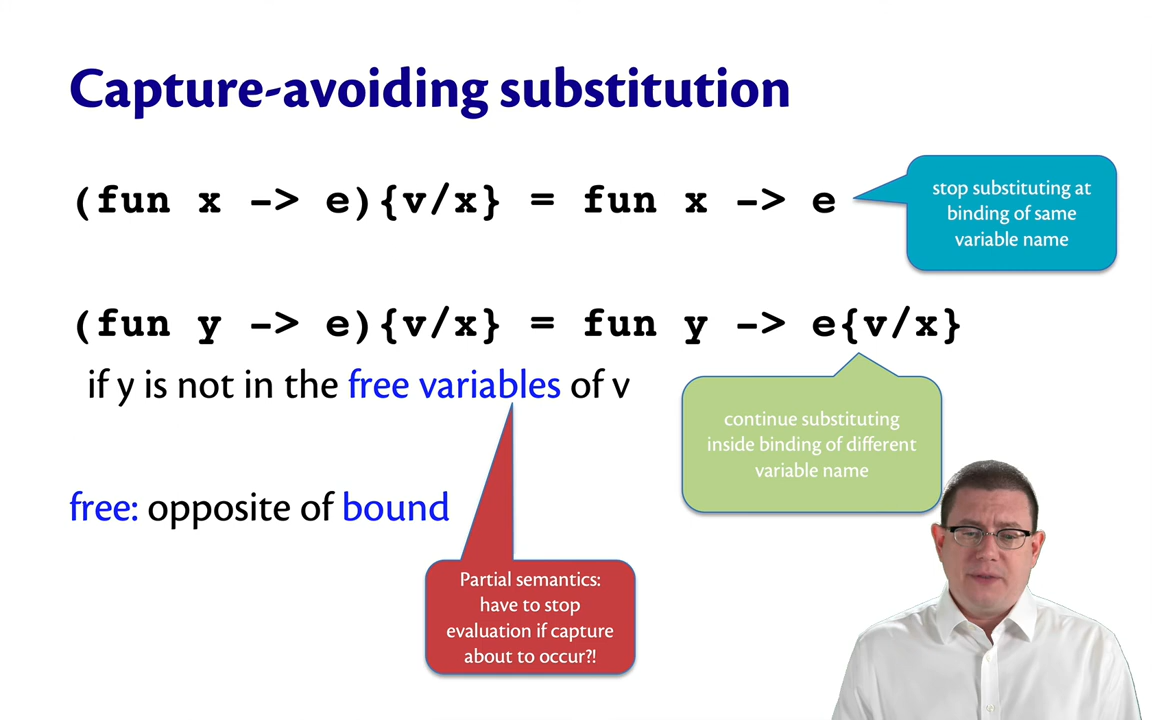 Capture-avoiding substitution
(fun x -> e){v/x} = fun x -> e
stop substituting at
binding of same
variable name
(fun y -> e){v/x} = fun y -> e{v/x}
if y is not in the free variables of v
continue substituting
inside binding of different
variable name
free: opposite of bound
Partial semantics:
have to stop
evaluation if capture
about to occur?!